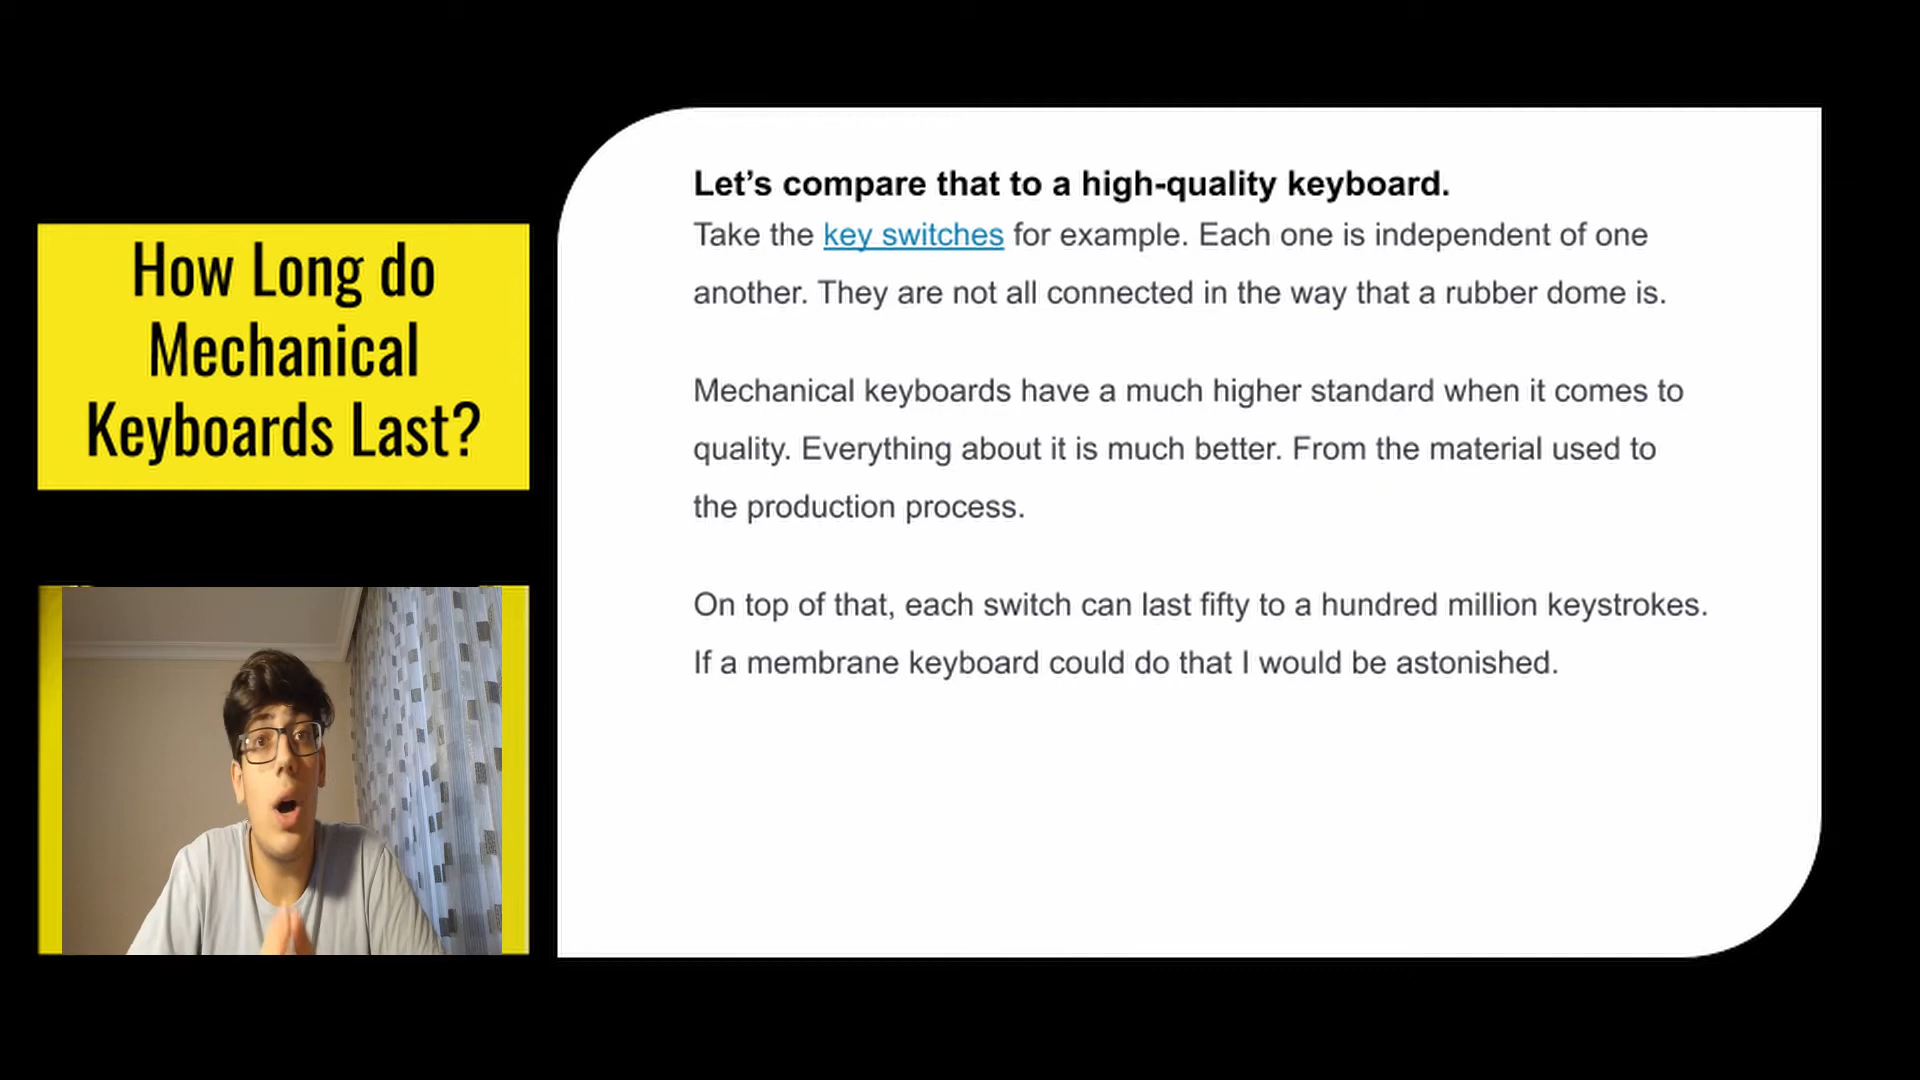 How Long do
Mechanical
Keyboards Last?
Let’s compare that to a high-quality keyboard.
Take the key switches for example. Each one is independent of one
another. They are not all connected in the way that a rubber dome is.
Mechanical keyboards have a much higher standard when it comes to
quality. Everything about it is much better. From the material used to
the production process.
On top of that, each switch can last fifty to a hundred million keystrokes.
If a membrane keyboard could do that I would be astonished.